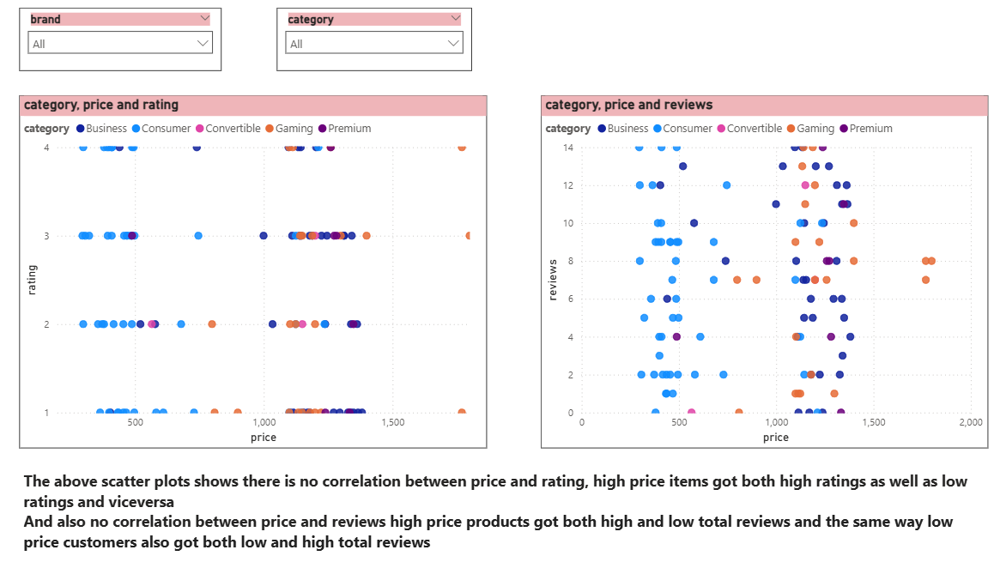 brand
All
category
All
category, price and rating
category Business Consumer Convertible Gaming Premium
4
3
2
1
rating
500 1,000 1,500
price
category, price and reviews
category Business Consumer Convertible Gaming Premium
14
12
10
8
6
4
2
0
reviews
0 500 1,000 1,500 2,000
price
The above scatter plots shows there is no correlation between price and rating, high price items got both high ratings as well as low
ratings and viceversa
And also no correlation between price and reviews high price products got both high and low total reviews and the same way low
price customers also got both low and high total reviews